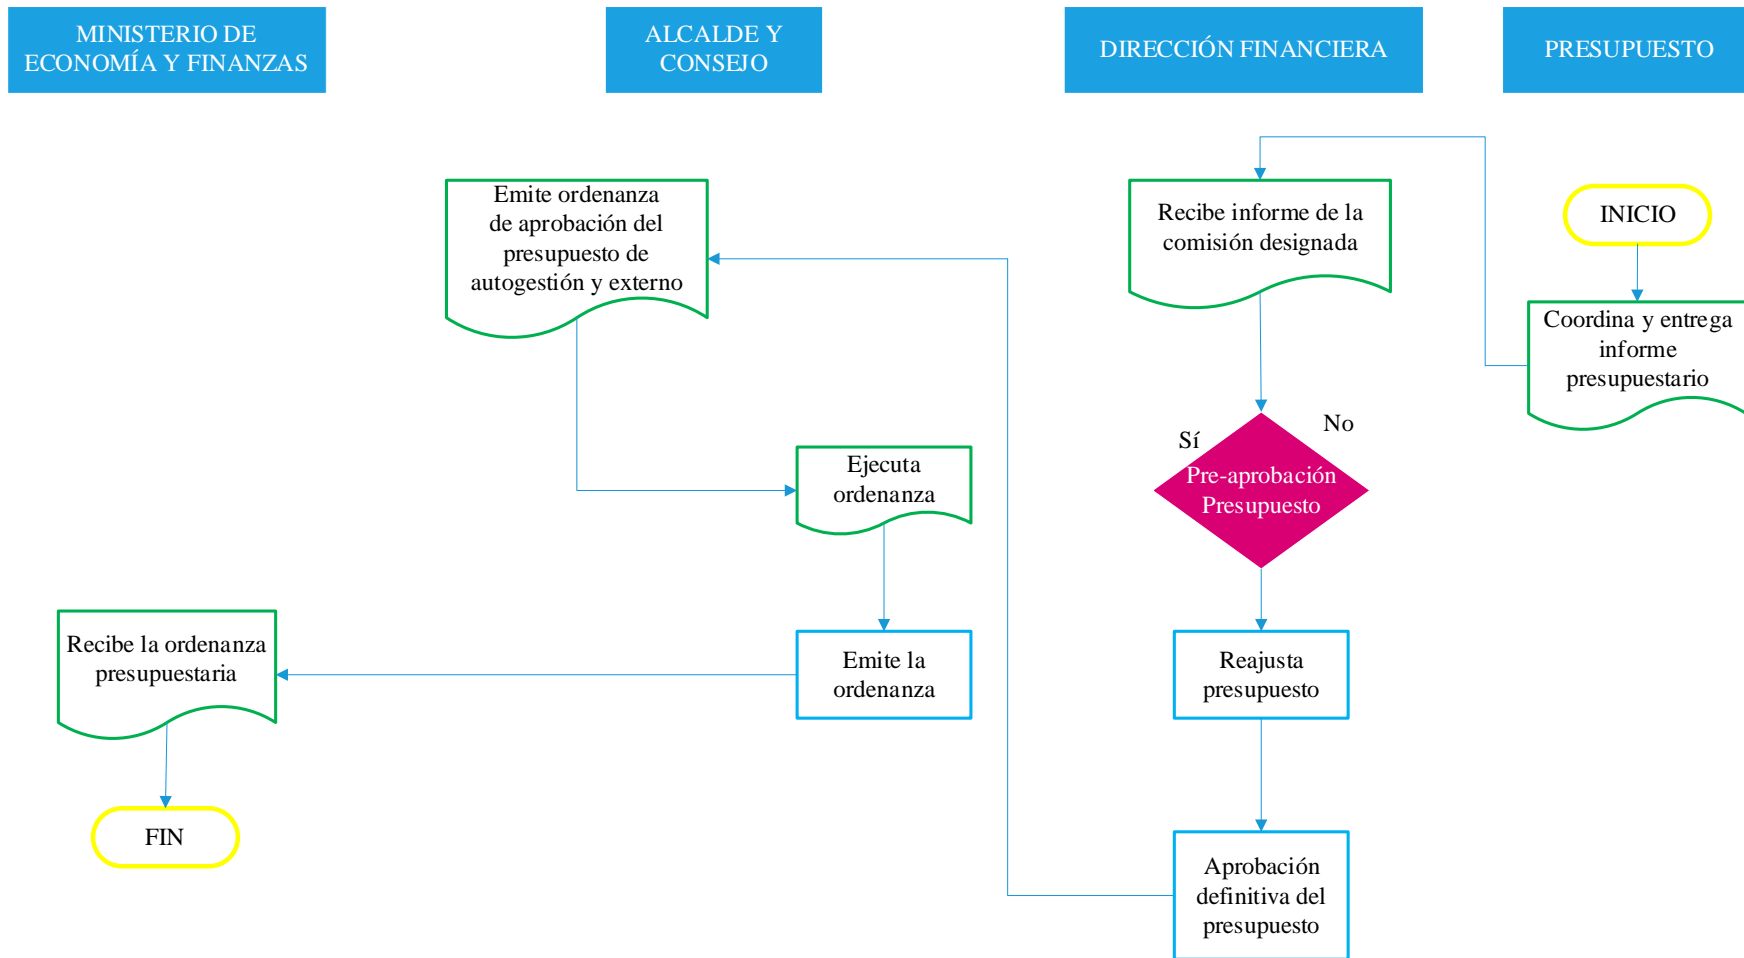 MINISTERIO DE
ECONOMÍA Y FINANZAS
ALCALDE Y
CONSEJO
DIRECCIÓN FINANCIERA
PRESUPUESTO
Emite ordenanza
de aprobación del
presupuesto de
autogestión y externo
Recibe informe de la
comisión designada
INICIO
Coordina y entrega
informe
presupuestario
Sí
No
Pre-aprobación
Presupuesto
Ejecuta
ordenanza
Recibe la ordenanza
presupuestaria
Emite la
ordenanza
Reajusta
presupuesto
FIN
Aprobación
definitiva del
presupuesto